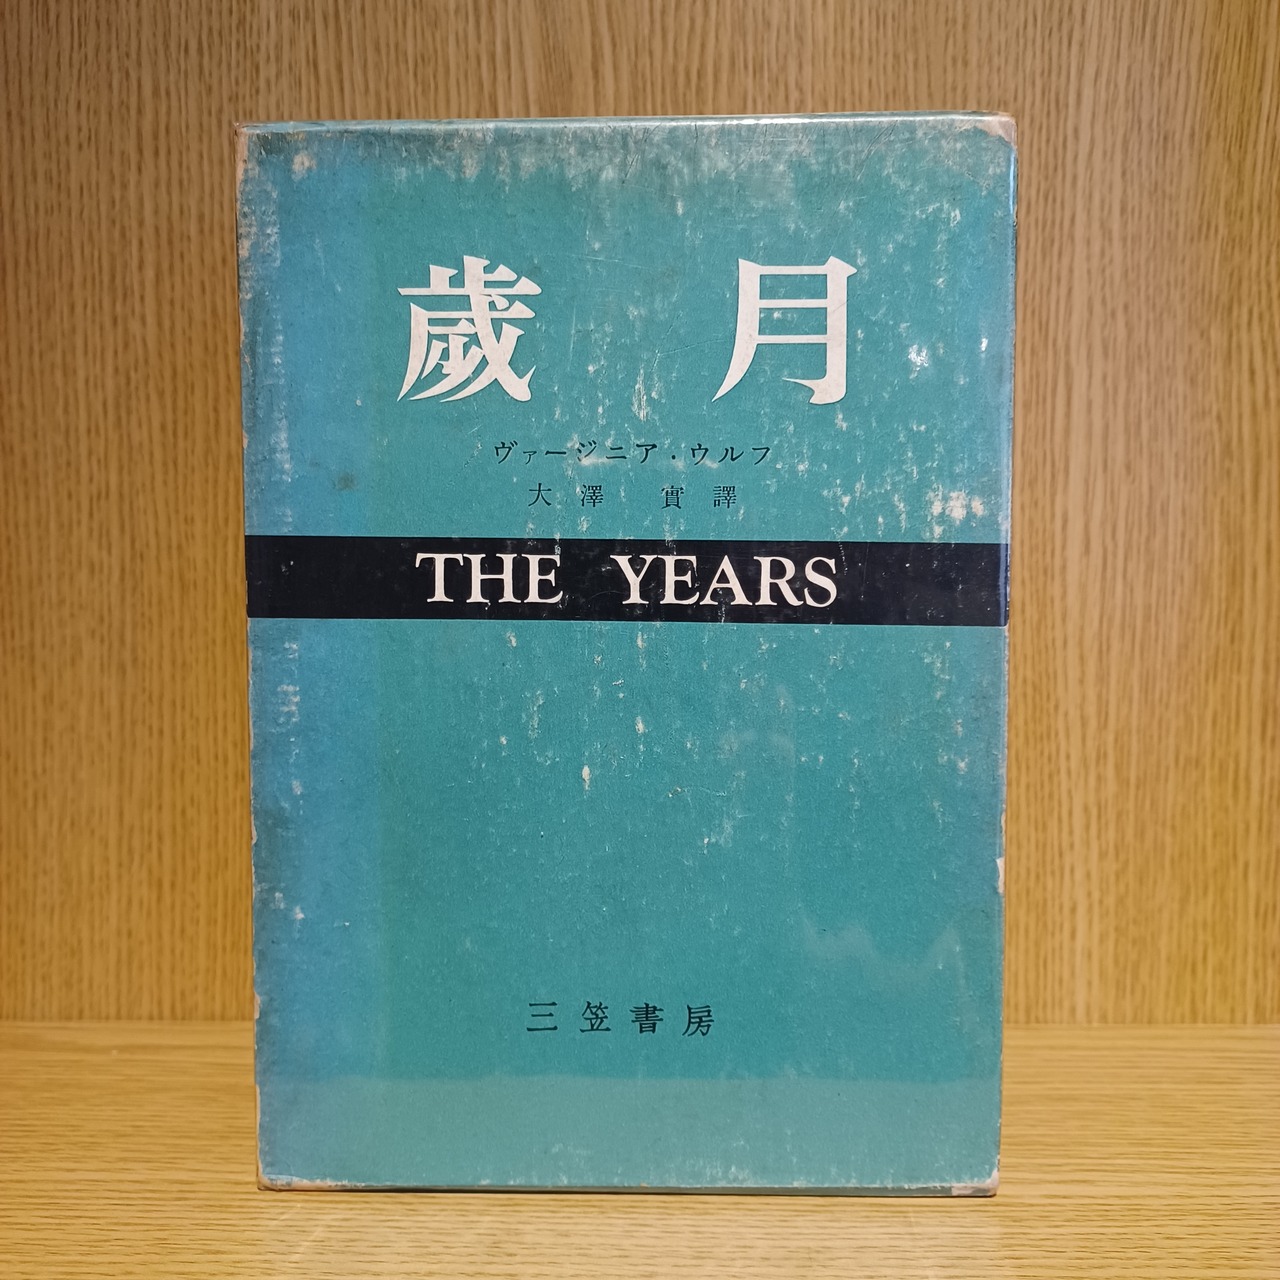 歲月
ヴァージニア・ウルフ
大澤 實 譯
THE YEARS
三笠書房